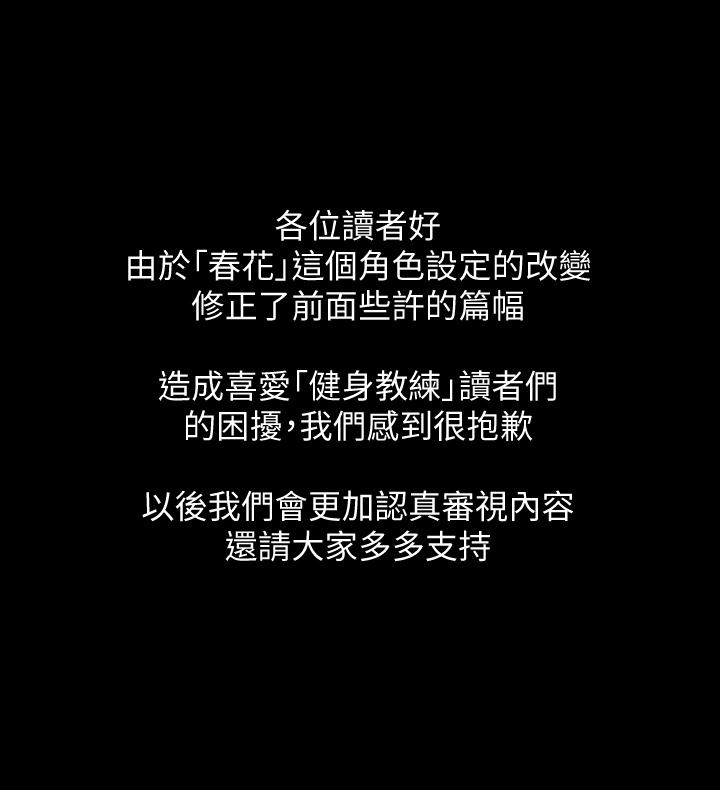 各位讀者好
由於「春花」這個角色設定的改變
修正了前面些許的篇幅
造成喜愛「健身教練」讀者們
的困擾，我們感到很抱歉
以後我們會更加認真審視內容
還請大家多多支持